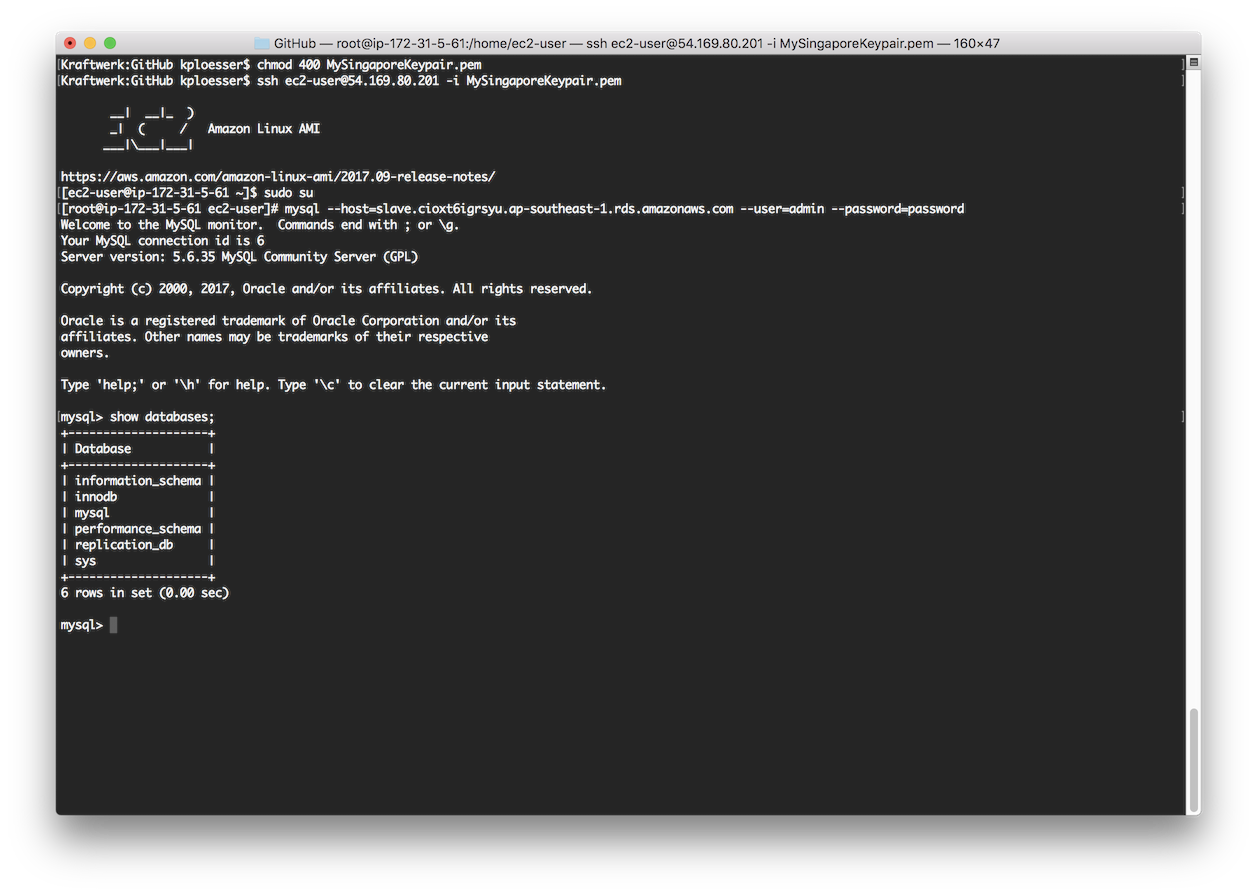 GitHub — root@ip-172-31-5-61:/home/ec2-user — ssh ec2-user@54.169.80.201 -i MySingaporeKeypair.pem — 160×47
[Kraftwerk:GitHub kploesser$ chmod 400 MySingaporeKeypair.pem ]
[Kraftwerk:GitHub kploesser$ ssh ec2-user@54.169.80.201 -i MySingaporeKeypair.pem ]
       __|  __|_  )
       _|  (     /   Amazon Linux AMI
      ___|\___|___|
https://aws.amazon.com/amazon-linux-ami/2017.09-release-notes/
[[ec2-user@ip-172-31-5-61 ~]$ sudo su ]
[[root@ip-172-31-5-61 ec2-user]# mysql --host=slave.cioxt6igrsyu.ap-southeast-1.rds.amazonaws.com --user=admin --password=password ]
Welcome to the MySQL monitor.  Commands end with ; or \g.
Your MySQL connection id is 6
Server version: 5.6.35 MySQL Community Server (GPL)
Copyright (c) 2000, 2017, Oracle and/or its affiliates. All rights reserved.
Oracle is a registered trademark of Oracle Corporation and/or its
affiliates. Other names may be trademarks of their respective
owners.
Type 'help;' or '\h' for help. Type '\c' to clear the current input statement.
[mysql> show databases; ]
+--------------------+
| Database           |
+--------------------+
| information_schema |
| innodb             |
| mysql              |
| performance_schema |
| replication_db     |
| sys                |
+--------------------+
6 rows in set (0.00 sec)
mysql>